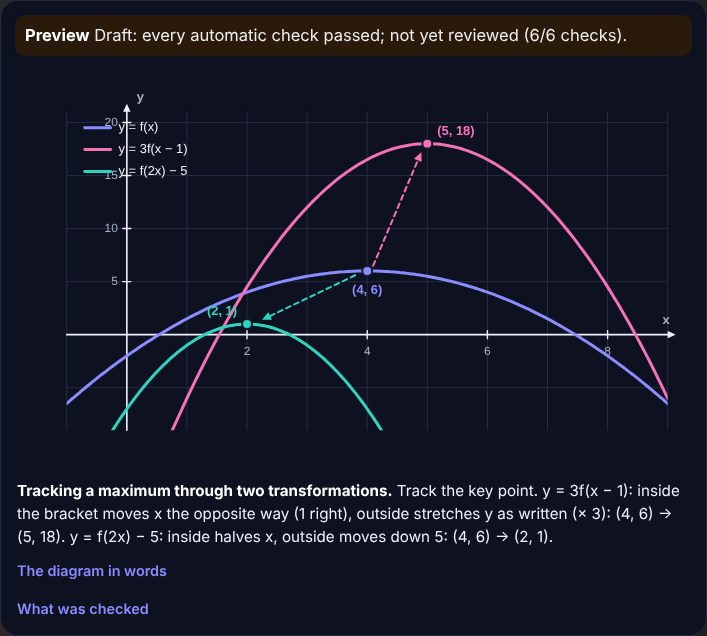 Preview Draft: every automatic check passed; not yet reviewed (6/6 checks).
y
20
y = f(x)
(5, 18)
y = 3f(x − 1)
15
y = f(2x) − 5
10
5
(4, 6)
(2, 1)
x
2
4
6
8
Tracking a maximum through two transformations. Track the key point. y = 3f(x − 1): inside
the bracket moves x the opposite way (1 right), outside stretches y as written (× 3): (4, 6) →
(5, 18). y = f(2x) − 5: inside halves x, outside moves down 5: (4, 6) → (2, 1).
The diagram in words
What was checked